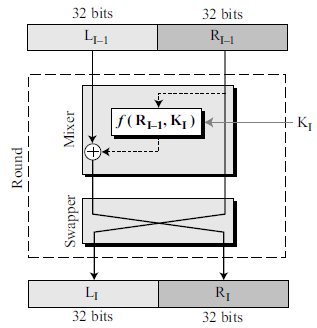 32 bits 32 bits
L_{I–1} R_{I–1}
Round
Mixer
f ( R_{I–1}, K_I )
K_I
+
Swapper
L_I R_I
32 bits 32 bits